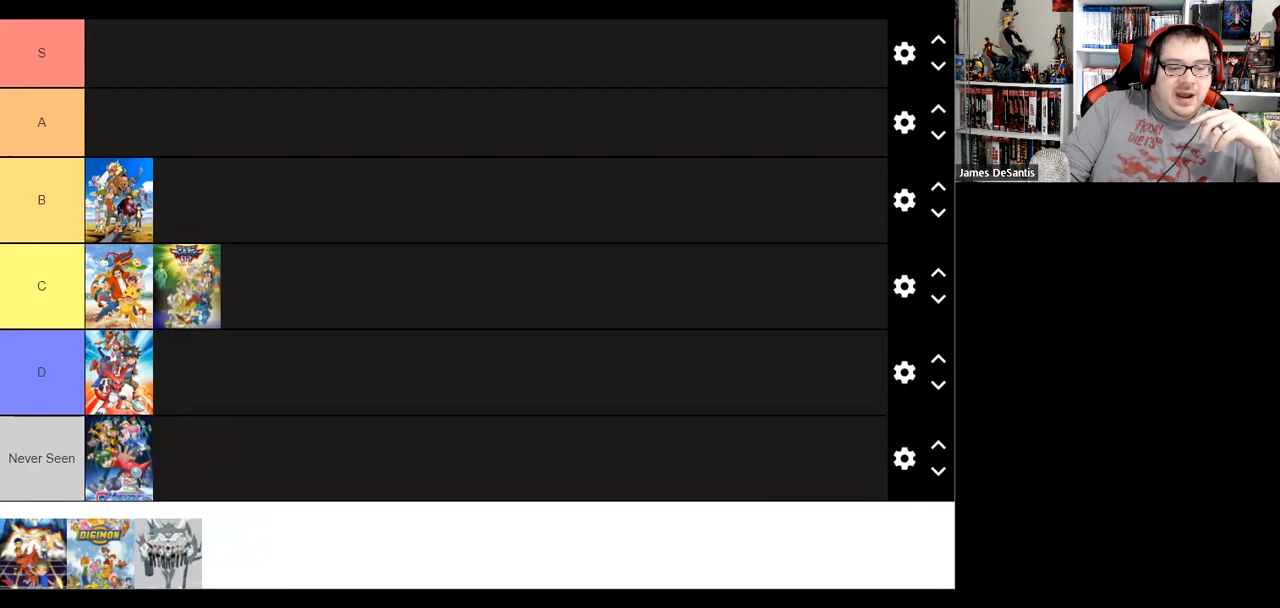 S
A
B
C
D
Never Seen
DIGIMON
FRIDAY
THE 13TH
James DeSantis